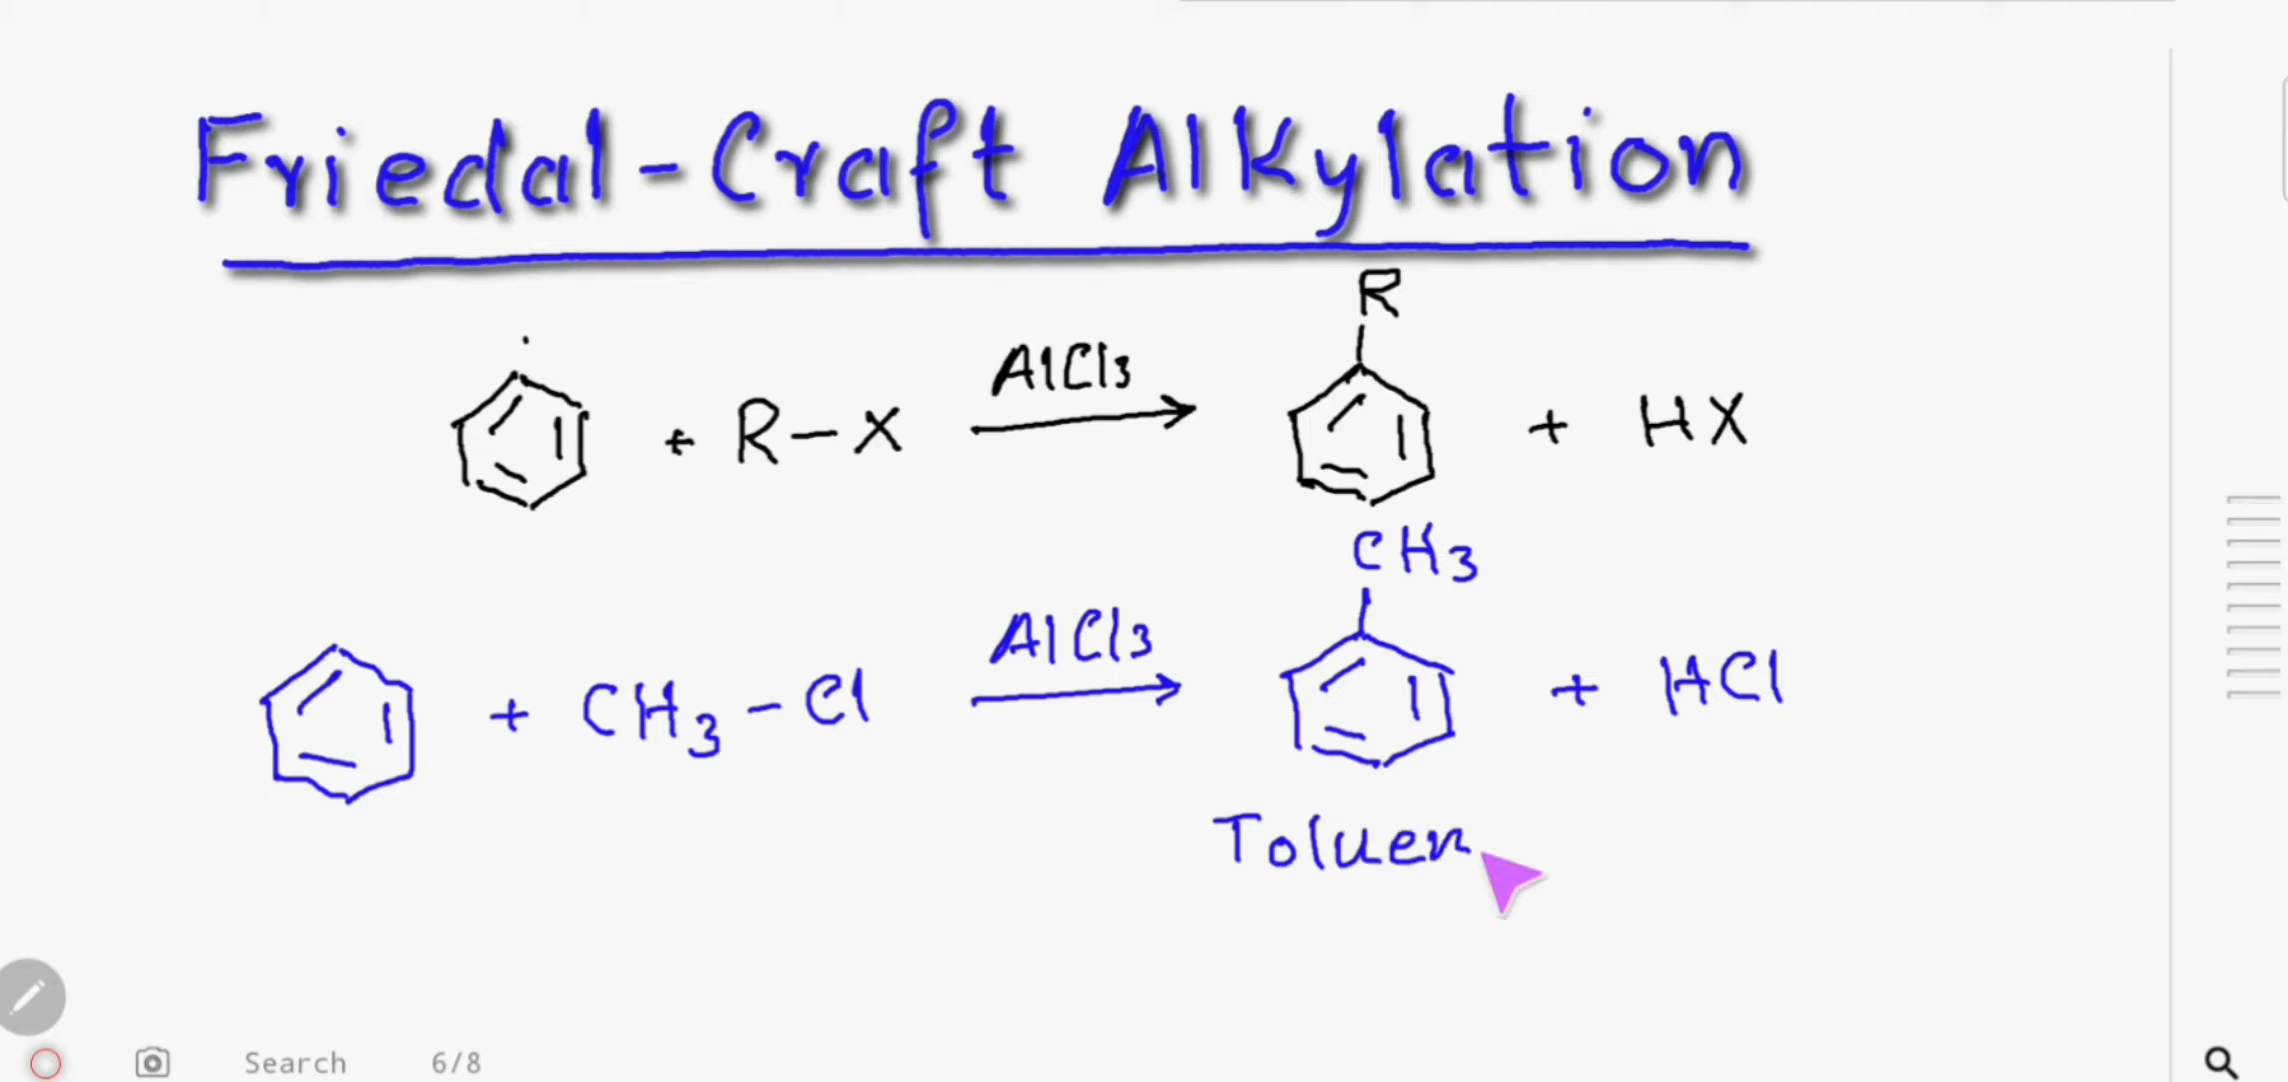 Friedal-Craft Alkylation
R
AlCl3
+ R-X + HX
CH3
AlCl3
+ CH3-Cl + HCl
Toluen
Search 6/8